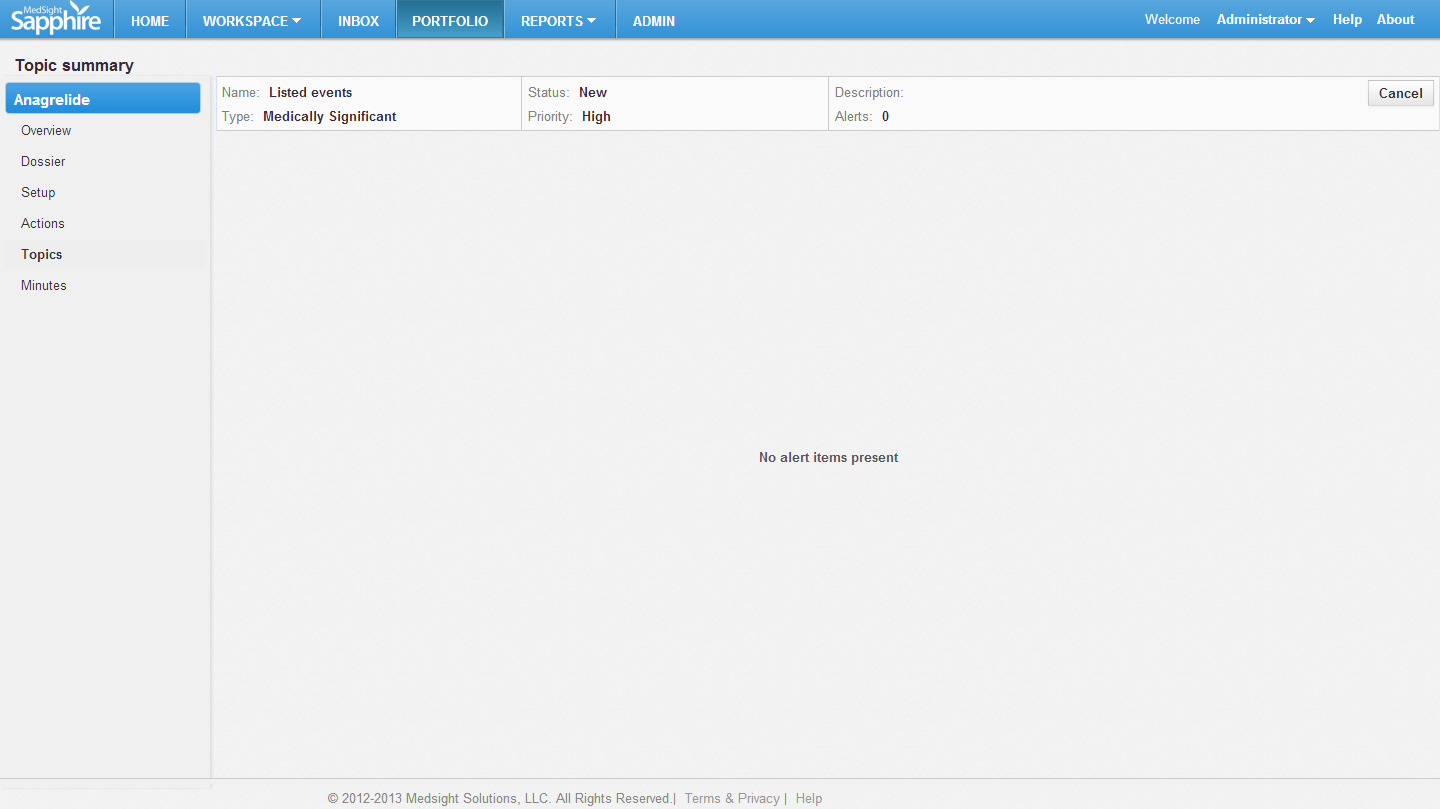 MedSight
Sapphire
HOME
WORKSPACE
INBOX
PORTFOLIO
REPORTS
ADMIN
Welcome Administrator
Help
About
Topic summary
Anagrelide
Overview
Dossier
Setup
Actions
Topics
Minutes
Name: Listed events
Type: Medically Significant
Status: New
Priority: High
Description:
Alerts: 0
Cancel
No alert items present
© 2012-2013 Medsight Solutions, LLC. All Rights Reserved.| Terms & Privacy | Help